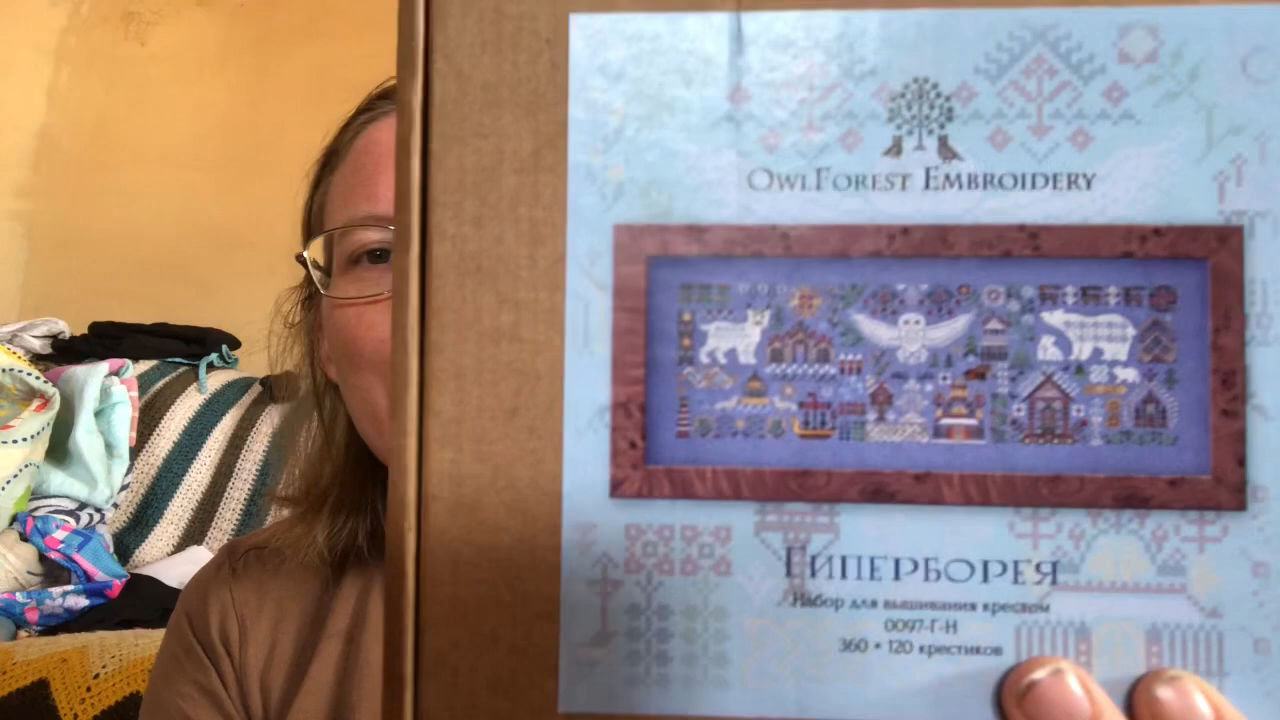 OwlForest Embroidery
Гиперборея
Набор для вышивания крестом
0097-Г-Н
360 * 120 крестиков